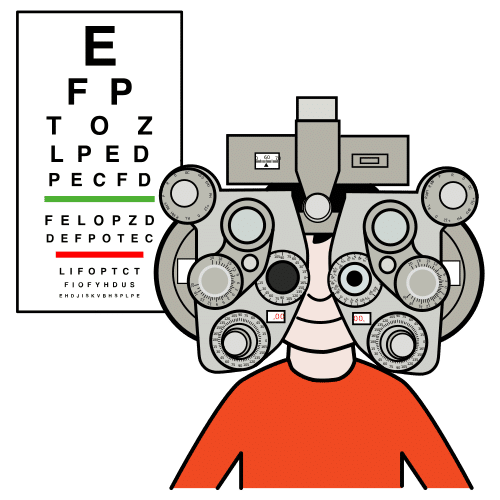 E
F P
T O Z
L P E D
P E C F D
F E L O P Z D
D E F P O T E C
L I F O P T C T
F I O F Y H D U S
E H D J I S K V B H S P L P E
60
.00
00.